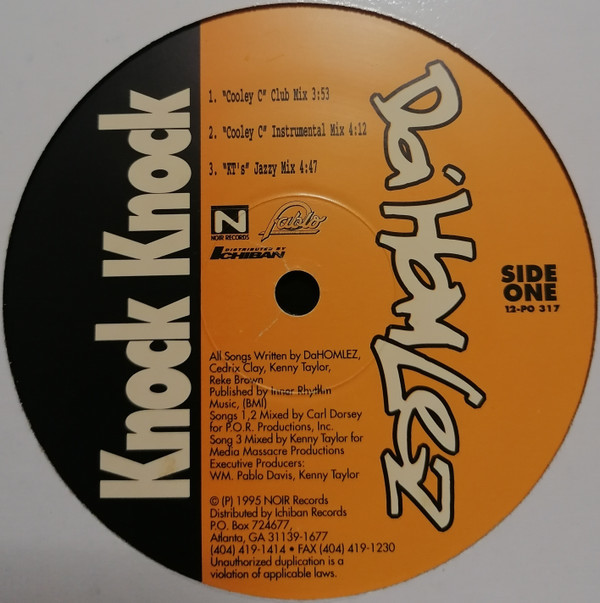 Knock Knock
1. "Cooley C" Club Mix 3:53
2. "Cooley C" Instrumental Mix 4:12
3. "KT's" Jazzy Mix 4:47
N
NOIR RECORDS
Pablo
DISTRIBUTED BY
ICHIBAN
Da'HomLez
SIDE
ONE
12-PO 317
All Songs Written by DaHOMLEZ,
Cedrix Clay, Kenny Taylor,
Reke Brown
Published by Inner Rhythm
Music, (BMI)
Songs 1,2 Mixed by Carl Dorsey
for P.O.R. Productions, Inc.
Song 3 Mixed by Kenny Taylor for
Media Massacre Productions
Executive Producers:
WM. Pablo Davis, Kenny Taylor
© (P) 1995 NOIR Records
Distributed by Ichiban Records
P.O. Box 724677,
Atlanta, GA 31139-1677
(404) 419-1414 • FAX (404) 419-1230
Unauthorized duplication is a
violation of applicable laws.